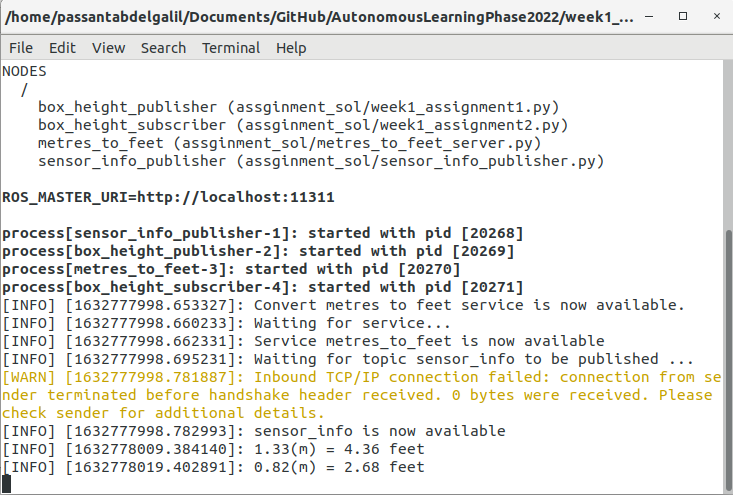 /home/passantabdelgalil/Documents/GitHub/AutonomousLearningPhase2022/week1_...
File Edit View Search Terminal Help
NODES
/
box_height_publisher (assginment_sol/week1_assignment1.py)
box_height_subscriber (assginment_sol/week1_assignment2.py)
metres_to_feet (assginment_sol/metres_to_feet_server.py)
sensor_info_publisher (assginment_sol/sensor_info_publisher.py)
ROS_MASTER_URI=http://localhost:11311
process[sensor_info_publisher-1]: started with pid [20268]
process[box_height_publisher-2]: started with pid [20269]
process[metres_to_feet-3]: started with pid [20270]
process[box_height_subscriber-4]: started with pid [20271]
[INFO] [1632777998.653327]: Convert metres to feet service is now available.
[INFO] [1632777998.660233]: Waiting for service...
[INFO] [1632777998.662331]: Service metres_to_feet is now available
[INFO] [1632777998.695231]: Waiting for topic sensor_info to be published ...
[WARN] [1632777998.781887]: Inbound TCP/IP connection failed: connection from se
nder terminated before handshake header received. 0 bytes were received. Please
check sender for additional details.
[INFO] [1632777998.782993]: sensor_info is now available
[INFO] [1632778009.384140]: 1.33(m) = 4.36 feet
[INFO] [1632778019.402891]: 0.82(m) = 2.68 feet